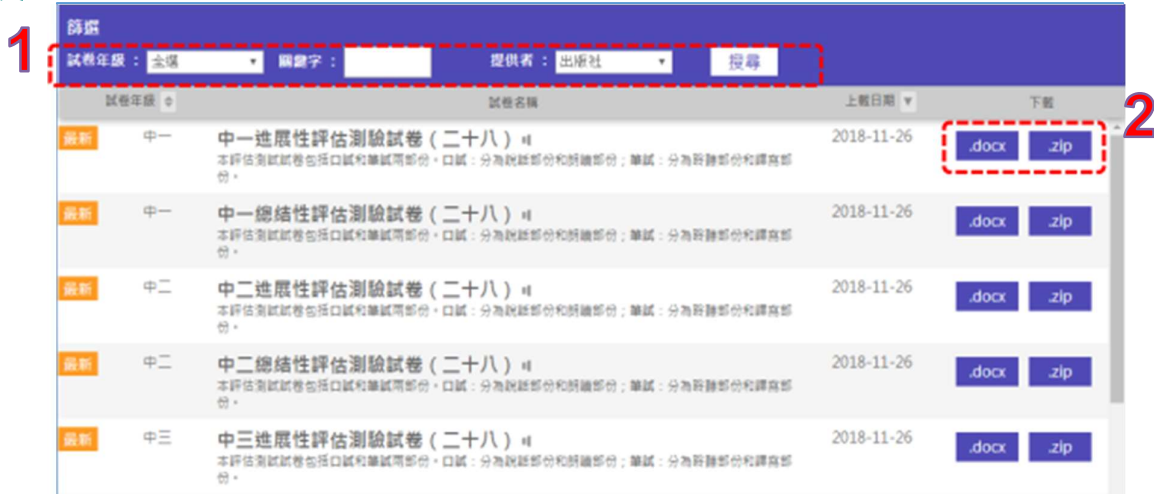 篩選
1
試卷年級 : 全選 關鍵字 : 提供者 : 出版社 搜尋
試卷年級 試卷名稱 上載日期 下載
2
最新 中一 中一進展性評估測驗試卷(二十八) 2018-11-26 .docx .zip
本評估測試試卷包括口試和筆試兩部份。口試:分為說話部份和朗讀部份;筆試:分為聆聽部份和譯寫部
份。
最新 中一 中一總結性評估測驗試卷(二十八) 2018-11-26 .docx .zip
本評估測試試卷包括口試和筆試兩部份。口試:分為說話部份和朗讀部份;筆試:分為聆聽部份和譯寫部
份。
最新 中二 中二進展性評估測驗試卷(二十八) 2018-11-26 .docx .zip
本評估測試試卷包括口試和筆試兩部份。口試:分為說話部份和朗讀部份;筆試:分為聆聽部份和譯寫部
份。
最新 中二 中二總結性評估測驗試卷(二十八) 2018-11-26 .docx .zip
本評估測試試卷包括口試和筆試兩部份。口試:分為說話部份和朗讀部份;筆試:分為聆聽部份和譯寫部
份。
最新 中三 中三進展性評估測驗試卷(二十八) 2018-11-26 .docx .zip
本評估測試試卷包括口試和筆試兩部份。口試:分為說話部份和朗讀部份;筆試:分為聆聽部份和譯寫部
份。